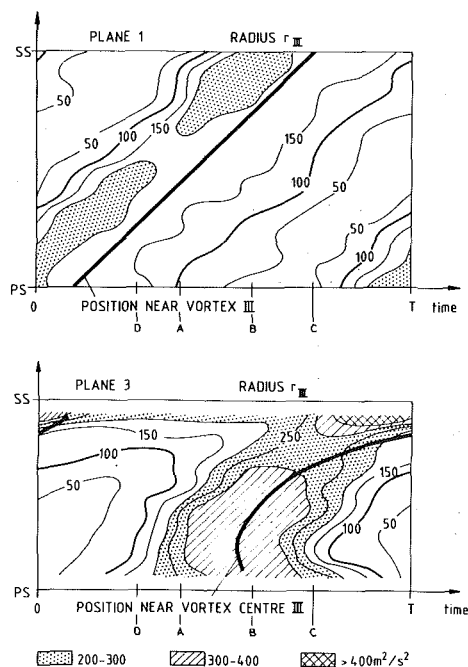 PLANE 1 RADIUS r III
SS
50
100
150
50
150
50
100
100
50
PS
0 T time
POSITION NEAR VORTEX III
D A B C
PLANE 3 RADIUS r III
SS
150
250
100
150
50
100
50
PS
0 T time
POSITION NEAR VORTEX CENTRE III
D A B C
200-300 300-400 >400m²/s²